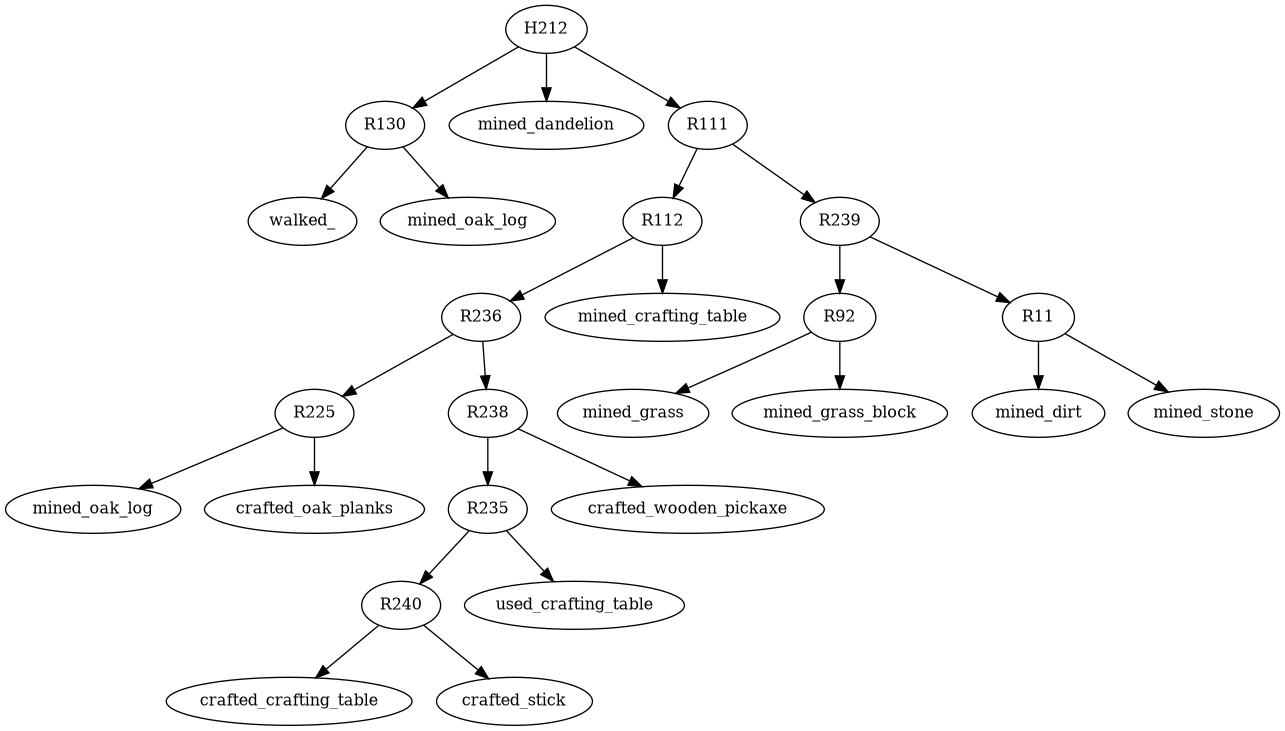 H212
R130
mined_dandelion
R111
walked_
mined_oak_log
R112
R239
R236
mined_crafting_table
R92
R11
R225
R238
mined_grass
mined_grass_block
mined_dirt
mined_stone
mined_oak_log
crafted_oak_planks
R235
crafted_wooden_pickaxe
R240
used_crafting_table
crafted_crafting_table
crafted_stick